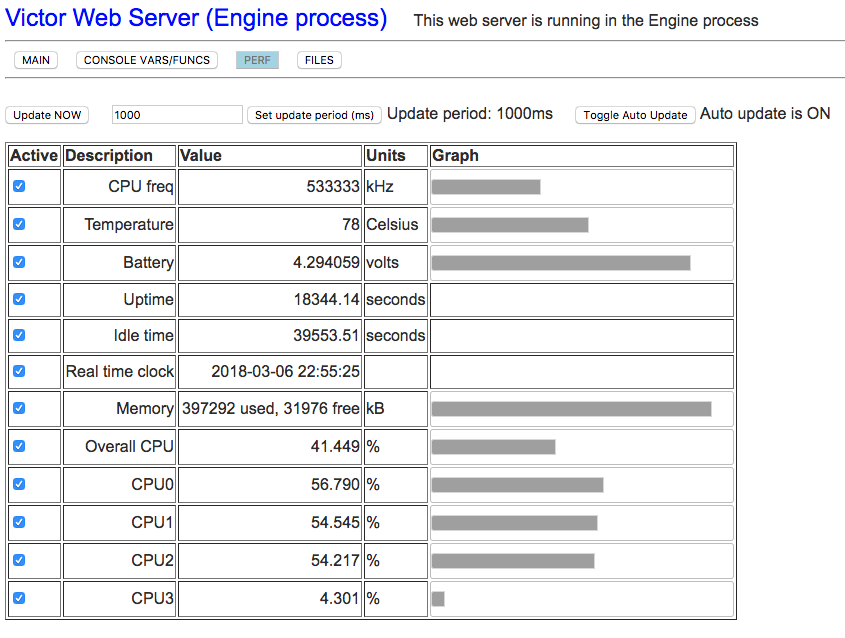 Victor Web Server (Engine process) This web server is running in the Engine process
MAIN CONSOLE VARS/FUNCS PERF FILES
Update NOW 1000 Set update period (ms) Update period: 1000ms Toggle Auto Update Auto update is ON
Active Description Value Units Graph
CPU freq 533333 kHz
Temperature 78 Celsius
Battery 4.294059 volts
Uptime 18344.14 seconds
Idle time 39553.51 seconds
Real time clock 2018-03-06 22:55:25
Memory 397292 used, 31976 free kB
Overall CPU 41.449 %
CPU0 56.790 %
CPU1 54.545 %
CPU2 54.217 %
CPU3 4.301 %